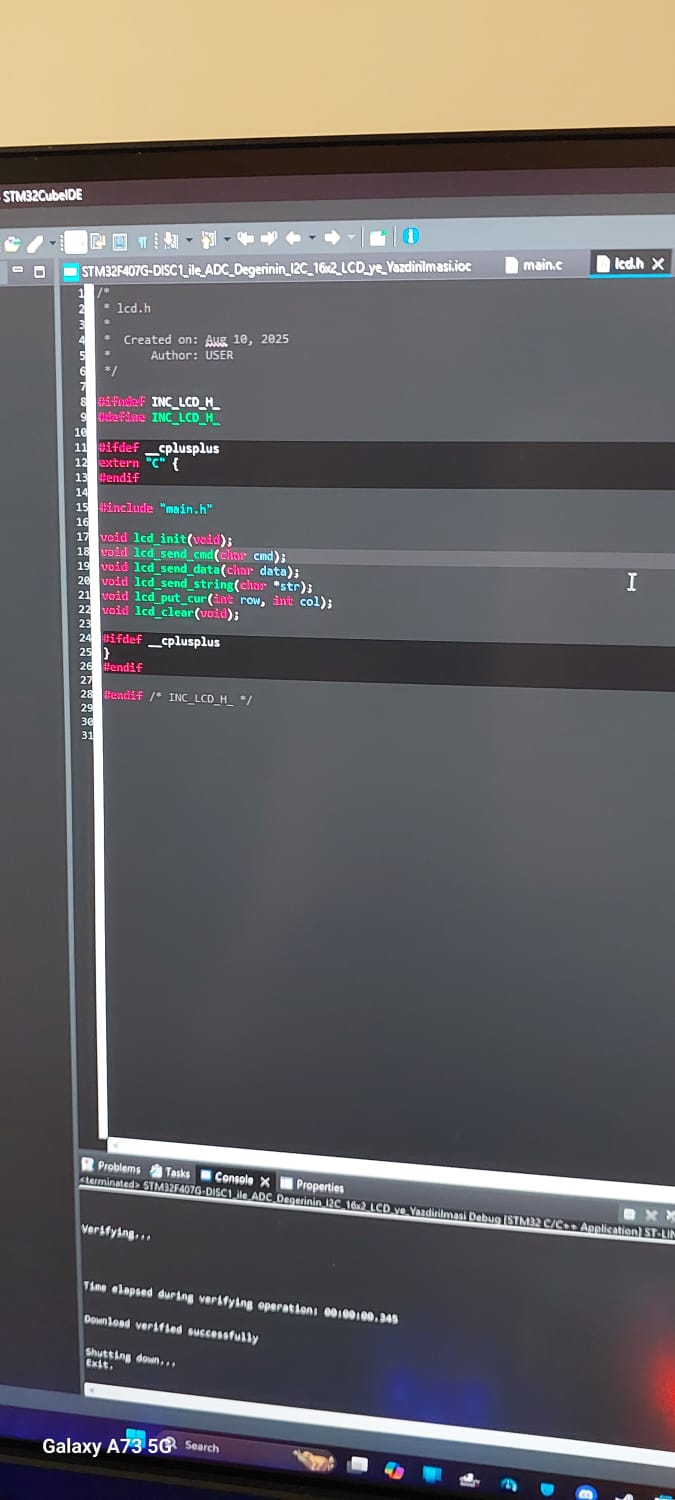 STM32CubeIDE
STM32F407G-DISC1_ile_ADC_Degerinin_I2C_16x2_LCD_ye_Yazdirilmasi.ioc
main.c
lcd.h
1 /*
2 * lcd.h
3 *
4 * Created on: Aug 10, 2025
5 * Author: USER
6 */
7
8 #ifndef INC_LCD_H_
9 #define INC_LCD_H_
10
11 #ifdef __cplusplus
12 extern "C" {
13 #endif
14
15 #include "main.h"
16
17 void lcd_init(void);
18 void lcd_send_cmd(char cmd);
19 void lcd_send_data(char data);
20 void lcd_send_string(char *str);
21 void lcd_put_cur(int row, int col);
22 void lcd_clear(void);
23
24 #ifdef __cplusplus
25 }
26 #endif
27
28 #endif /* INC_LCD_H_ */
29
30
31
Problems Tasks Console Properties
<terminated> STM32F407G-DISC1_ile_ADC_Degerinin_I2C_16x2_LCD_ye_Yazdirilmasi Debug [STM32 C/C++ Application] ST-LIN
Verifying...
Time elapsed during verifying operation: 00:00:00.345
Download verified successfully
Shutting down...
Exit.
Search
Galaxy A73 5G